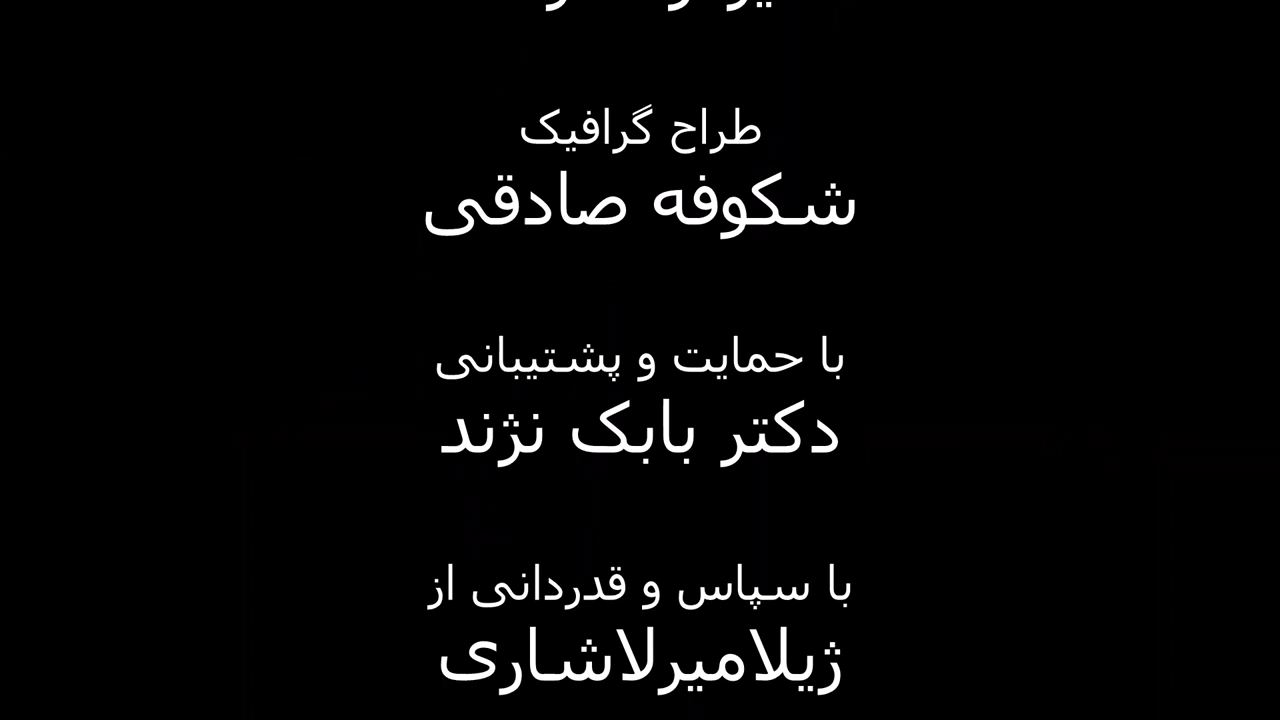 طراح گرافیک
شکوفه صادقی
با حمایت و پشتیبانی
دکتر بابک نژند
با سپاس و قدردانی از
ژیلامیرلاشاری